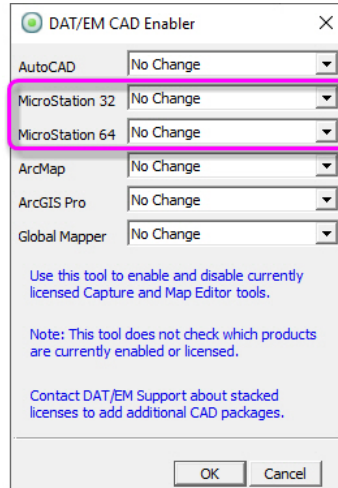 DAT/EM CAD Enabler
AutoCAD No Change
MicroStation 32 No Change
MicroStation 64 No Change
ArcMap No Change
ArcGIS Pro No Change
Global Mapper No Change
Use this tool to enable and disable currently
licensed Capture and Map Editor tools.
Note: This tool does not check which products
are currently enabled or licensed.
Contact DAT/EM Support about stacked
licenses to add additional CAD packages.
OK Cancel